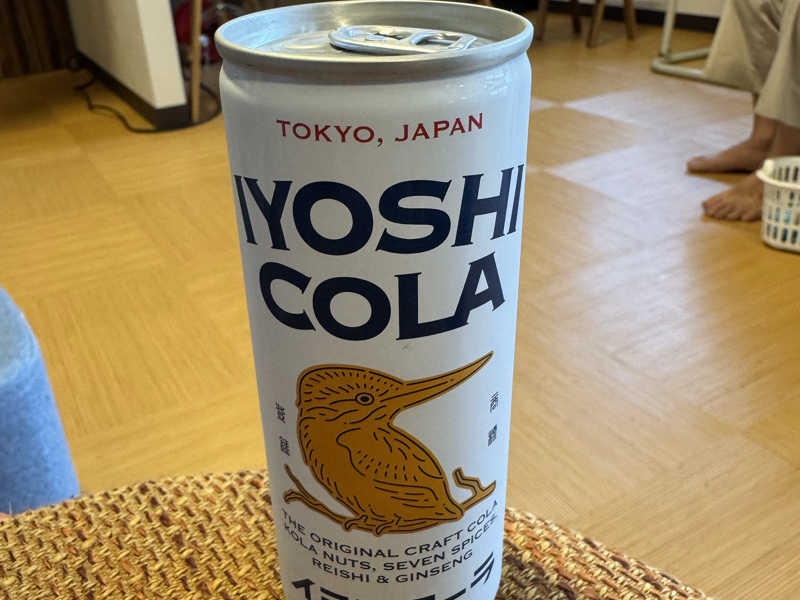 TOKYO, JAPAN
IYOSHI
COLA
THE ORIGINAL CRAFT COLA
KOLA NUTS, SEVEN SPICES,
REISHI & GINSENG